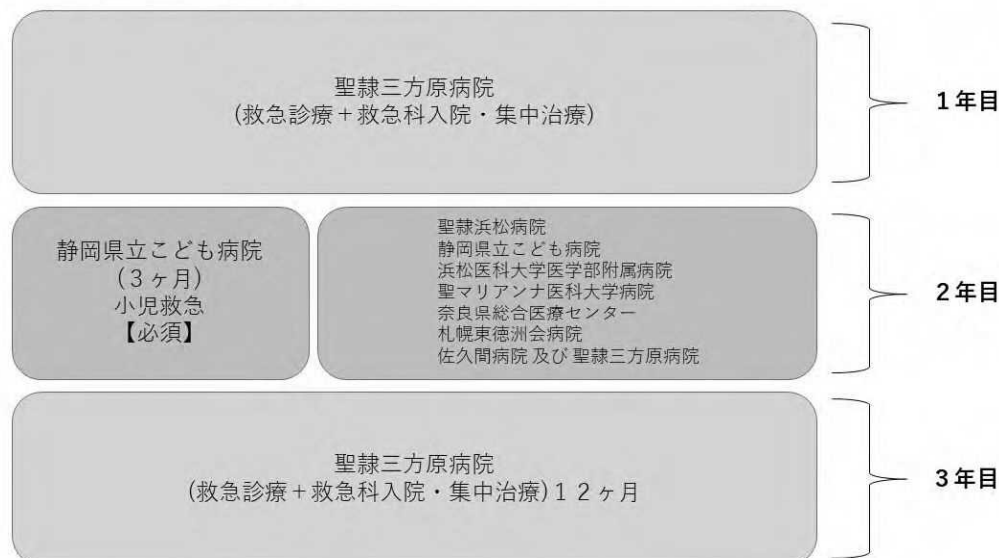 聖隷三方原病院
(救急診療＋救急科入院・集中治療)
1年目
静岡県立こども病院
(３ヶ月)
小児救急
【必須】
聖隷浜松病院
静岡県立こども病院
浜松医科大学医学部附属病院
聖マリアンナ医科大学病院
奈良県総合医療センター
札幌東徳洲会病院
佐久間病院 及び 聖隷三方原病院
2年目
聖隷三方原病院
(救急診療＋救急科入院・集中治療)１２ヶ月
3年目